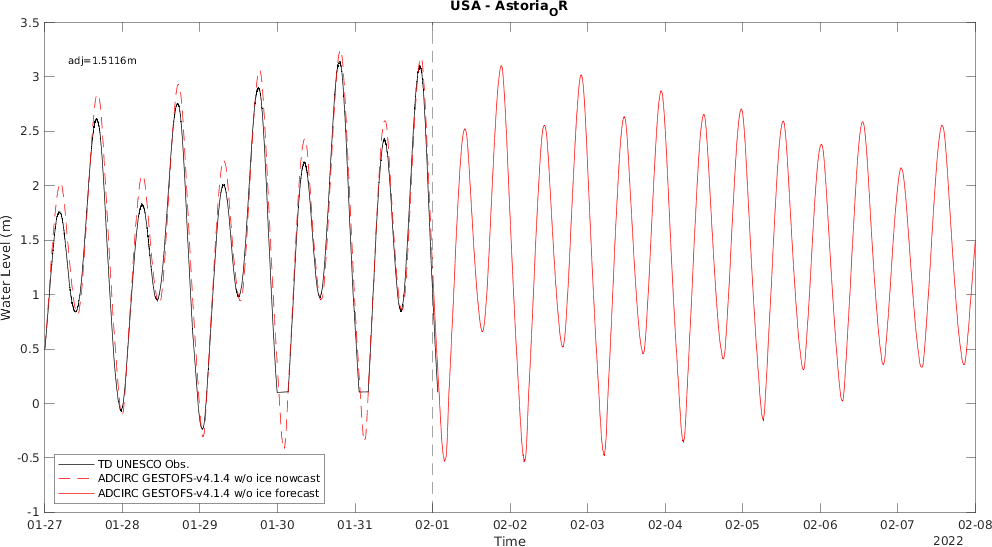 USA - Astoria_OR
3.5
adj=1.5116m
3
2.5
2
1.5
1
0.5
0
-0.5
-1
Water Level (m)
TD UNESCO Obs.
ADCIRC GESTOFS-v4.1.4 w/o ice nowcast
ADCIRC GESTOFS-v4.1.4 w/o ice forecast
01-27 01-28 01-29 01-30 01-31 02-01 02-02 02-03 02-04 02-05 02-06 02-07 02-08
Time
2022